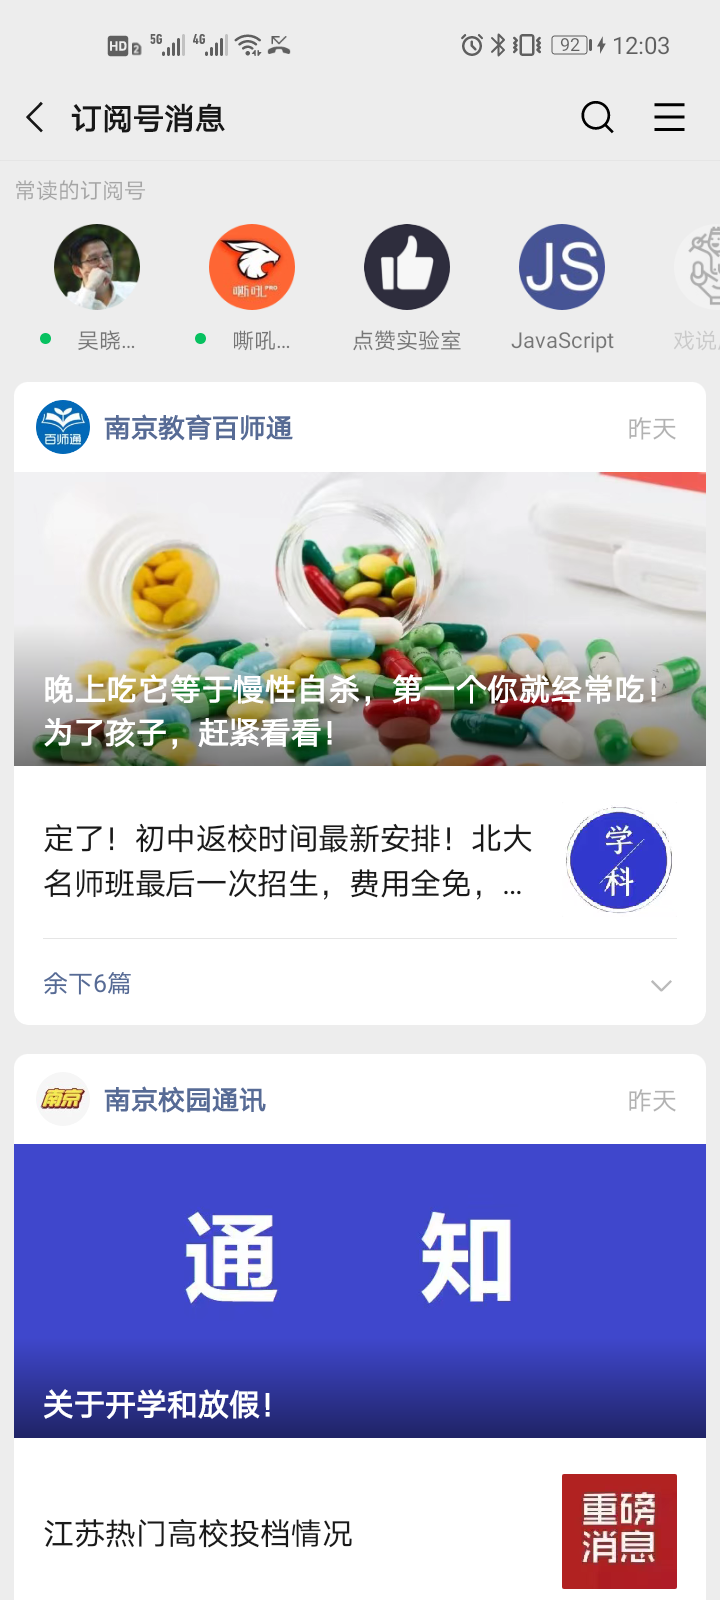 HD 2 5G 4G 92 12:03
订阅号消息
常读的订阅号
嘶吼 PRO
JS
吴晓...
嘶吼...
点赞实验室
JavaScript
戏说
百师通
南京教育百师通
昨天
晚上吃它等于慢性自杀，第一个你就经常吃！
为了孩子，赶紧看看！
定了！初中返校时间最新安排！北大
名师班最后一次招生，费用全免，...
学
科
余下6篇
南京
南京校园通讯
昨天
通 知
关于开学和放假！
江苏热门高校投档情况
重磅
消息